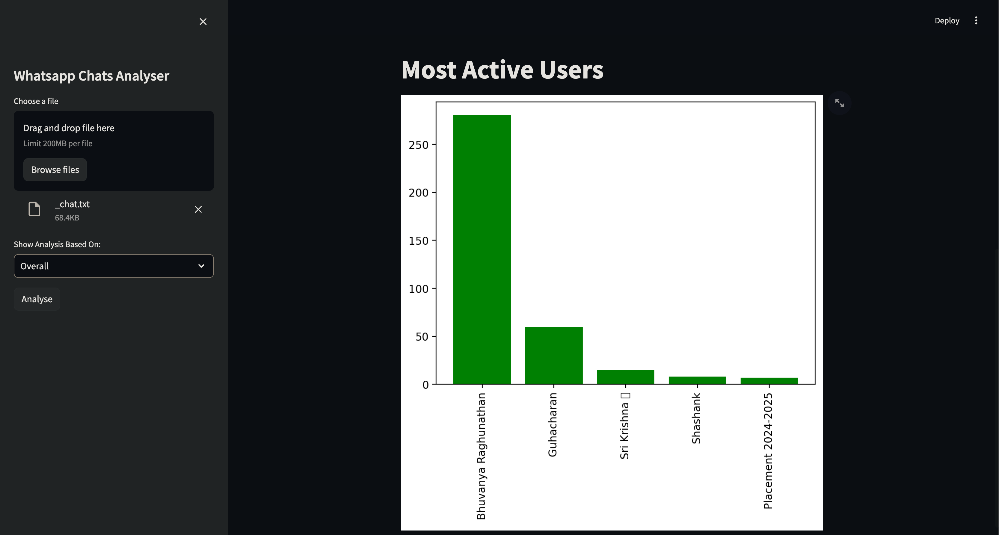 Deploy
Whatsapp Chats Analyser
Choose a file
Drag and drop file here
Limit 200MB per file
Browse files
_chat.txt
68.4KB
Show Analysis Based On:
Overall
Analyse
Most Active Users
250
200
150
100
50
0
Bhuvanya Raghunathan
Guhacharan
Sri Krishna
Shashank
Placement 2024-2025